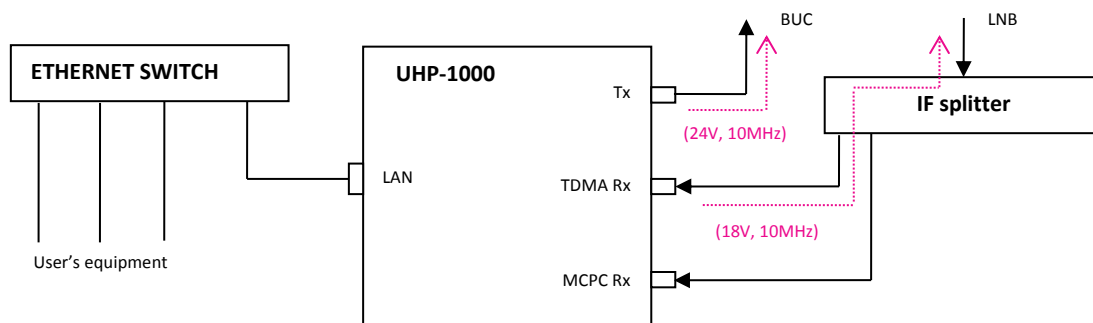 BUC
LNB
ETHERNET SWITCH
UHP-1000
Tx
IF splitter
(24V, 10MHz)
LAN
TDMA Rx
(18V, 10MHz)
User's equipment
MCPC Rx